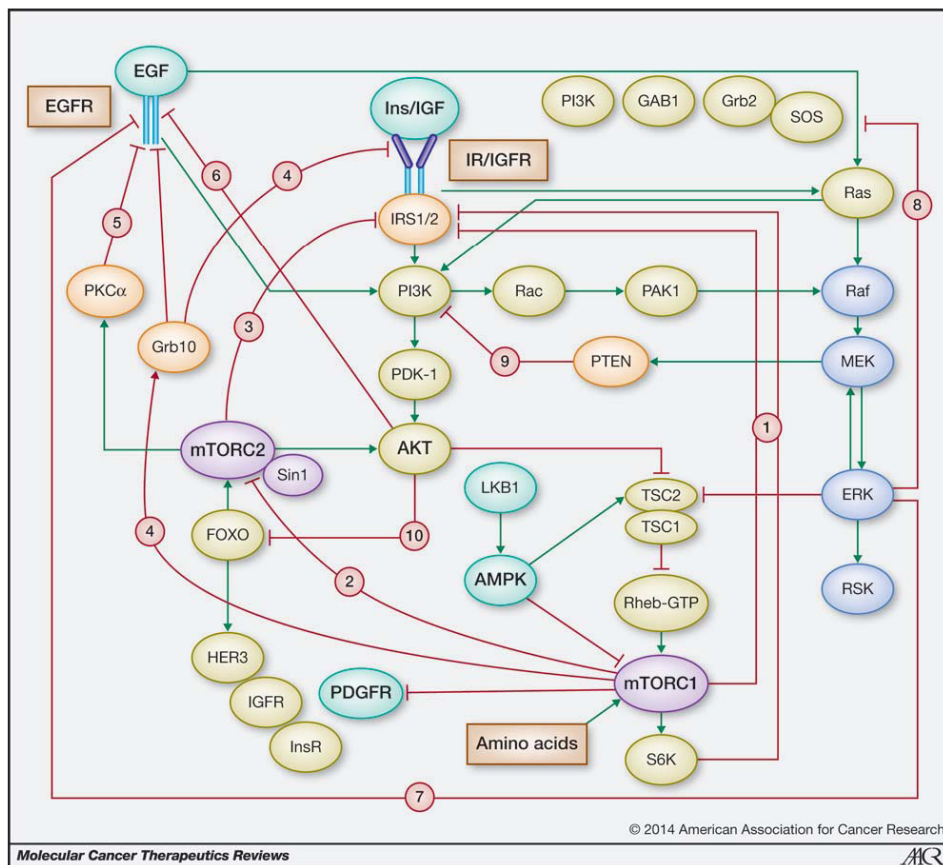 EGF
EGFR
Ins/IGF
PI3K
GAB1
Grb2
SOS
IR/IGFR
6
4
8
5
IRS1/2
Ras
PKCα
PI3K
Rac
PAK1
Raf
Grb10
3
9
PTEN
MEK
PDK-1
1
mTORC2
Sin1
AKT
LKB1
TSC2
ERK
TSC1
4
FOXO
10
2
AMPK
Rheb-GTP
RSK
HER3
IGFR
PDGFR
mTORC1
InsR
Amino acids
S6K
7
© 2014 American Association for Cancer Research
Molecular Cancer Therapeutics Reviews
AACR